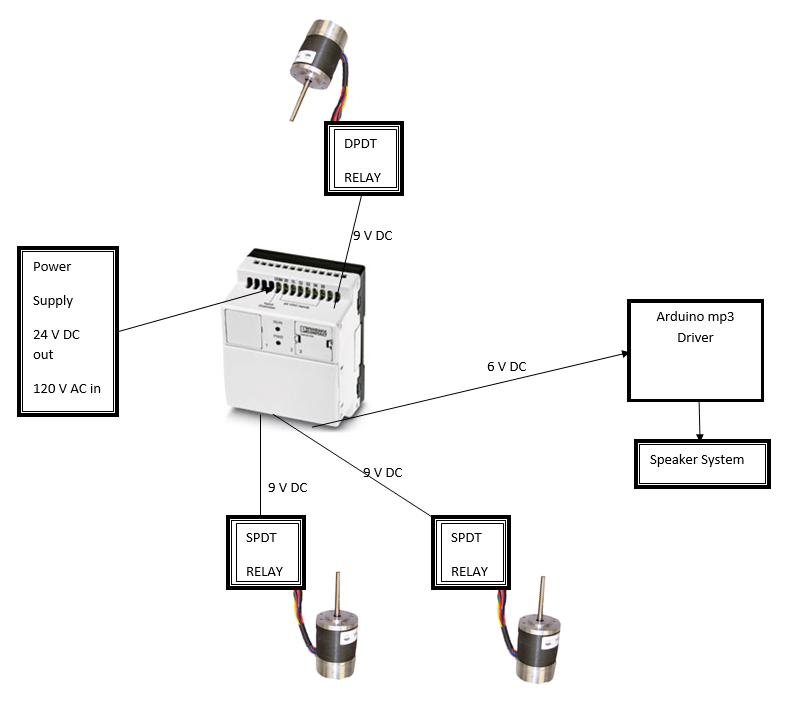 DPDT
RELAY
9 V DC
Power
Supply
24 V DC
out
120 V AC in
Arduino mp3
Driver
6 V DC
Speaker System
9 V DC
9 V DC
SPDT
RELAY
SPDT
RELAY